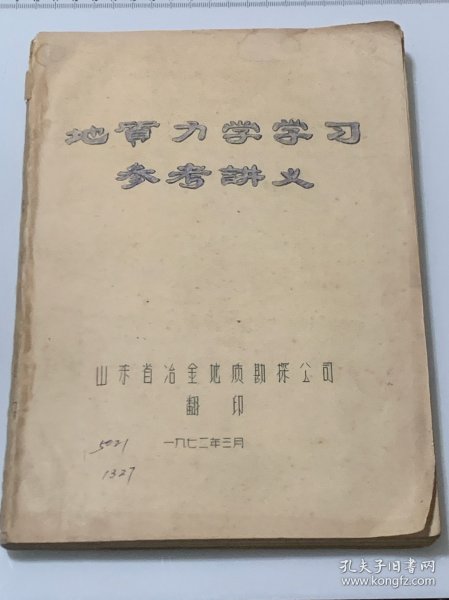 地质力学学习
参考讲义
山东省冶金地质勘探公司
翻印
一九七二年三月
5021
1327
孔夫子旧书网
www.kongfz.com